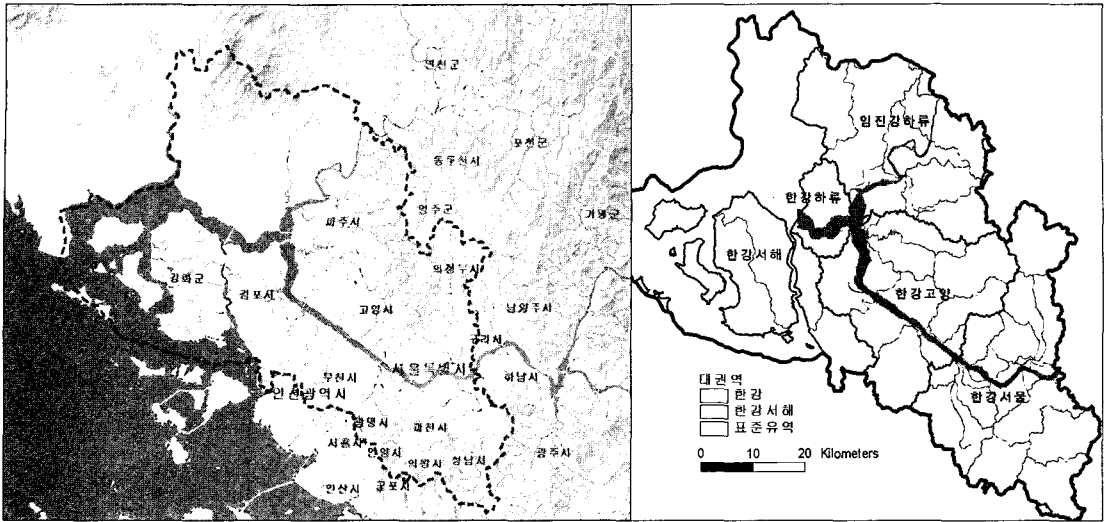 연천군
포천군
동두천시
가평군
양주군
파주시
의정부시
강화군
김포시
고양시
남양주시
구리시
서울특별시
하남시
부천시
인천광역시
광명시
과천시
시흥시
안양시
의왕시
성남시
광주시
안산시
군포시
임진강하류
한강하류
한강서해
한강고양
한강서울
대권역
한강
한강서해
표준유역
0 10 20 Kilometers